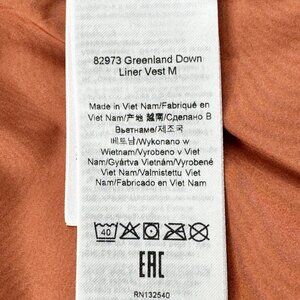 82973 Greenland Down
Liner Vest M
Made in Viet Nam/Fabriqué en
Viet Nam/产地 越南/Сделано В
Вьетнаме/제조국
베트남/Wykonano w
Wietnam/Vyrobeno v Viet
Nam/Gyártva Vietnám/Vyrobené
Viet Nam/Valmistettu Viet
Nam/Fabricado en Viet Nam
40
EAC
RN132540